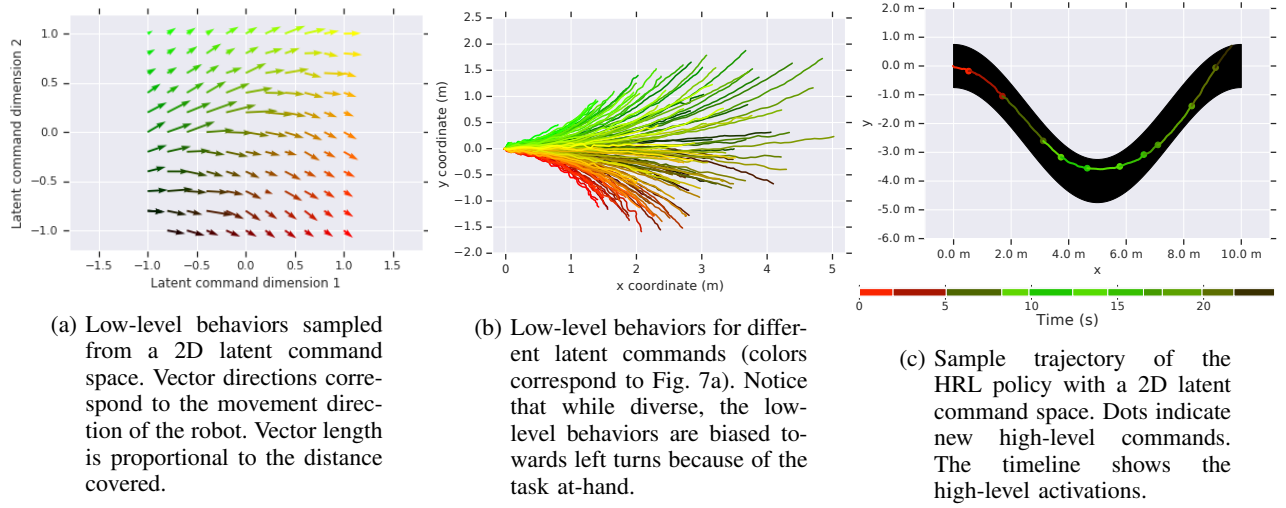 Latent command dimension 2
1.0
0.5
0.0
−0.5
−1.0
−1.5
−1.0
−0.5
0.0
0.5
1.0
1.5
Latent command dimension 1
(a) Low-level behaviors sampled
from a 2D latent command
space. Vector directions corre-
spond to the movement direc-
tion of the robot. Vector length
is proportional to the distance
covered.
y coordinate (m)
2.5
2.0
1.5
1.0
0.5
0.0
−0.5
−1.0
−1.5
2.0
0
1
2
3
4
5
x coordinate (m)
(b) Low-level behaviors for differ-
ent latent commands (colors
correspond to Fig. 7a). Notice
that while diverse, the low-
level behaviors are biased to-
wards left turns because of the
task at-hand.
y
2.0 m
0.0 m
-1.0 m
-2.0 m
-4.0 m
-6.0 m
0.0 m
2.0 m
4.0 m
6.0 m
8.0 m
10.0 m
x
0
5
10
15
20
Time (s)
(c) Sample trajectory of the
HRL policy with a 2D latent
command space. Dots indicate
new high-level commands.
The timeline shows the
high-level activations.